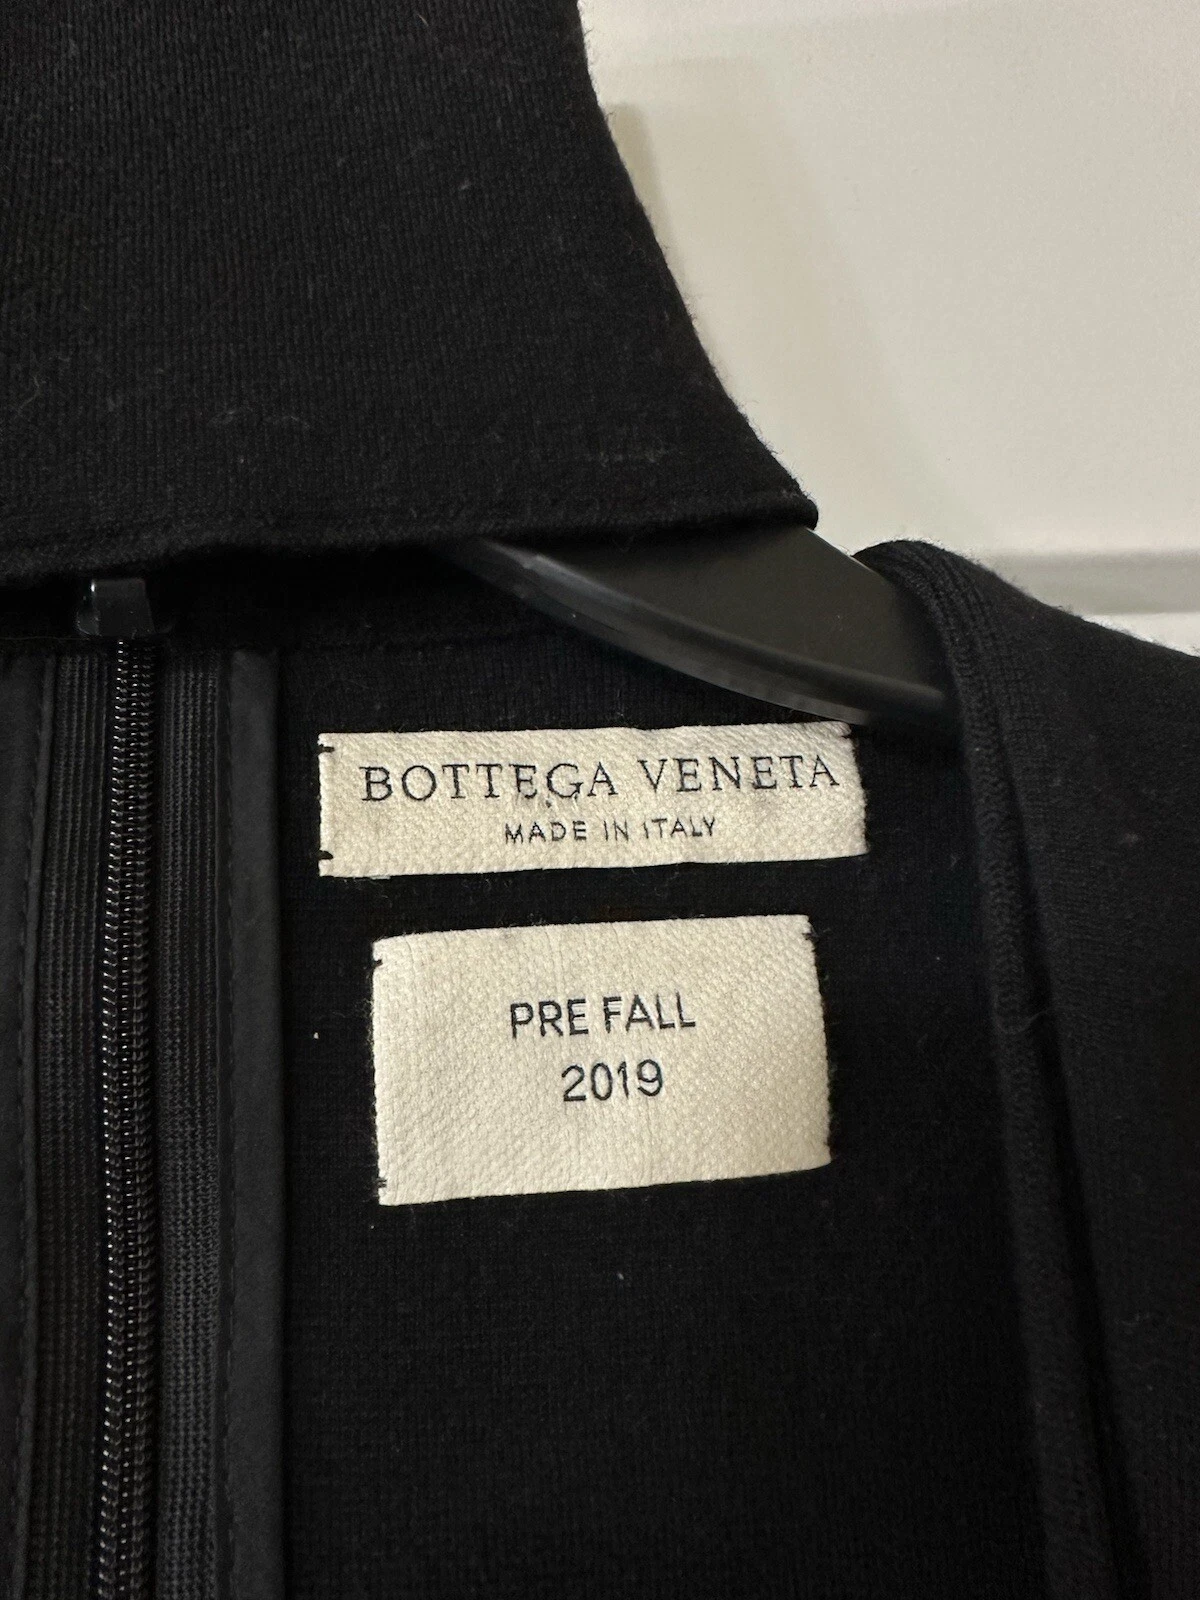 BOTTEGA VENETA
MADE IN ITALY
PRE FALL
2019